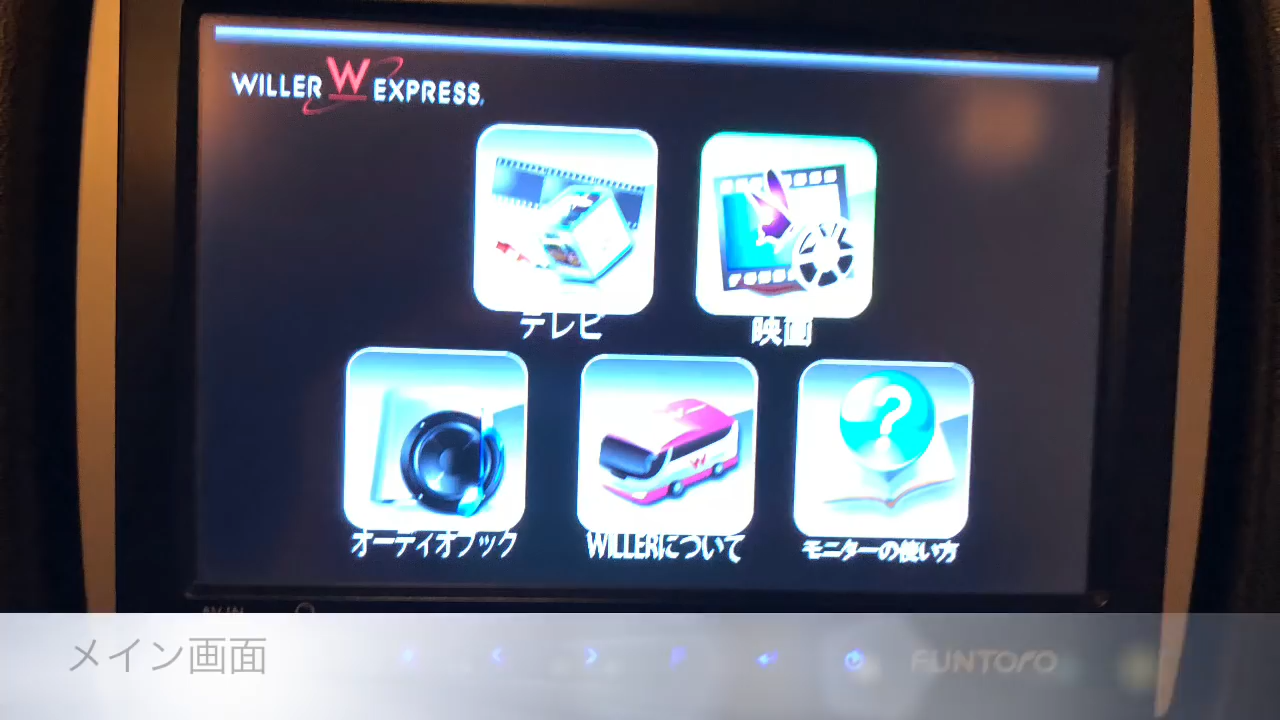 WILLER W EXPRESS
テレビ
映画
オーディオブック
WILLERについて
モニターの使い方
AV IN
メイン画面
FUNTORO